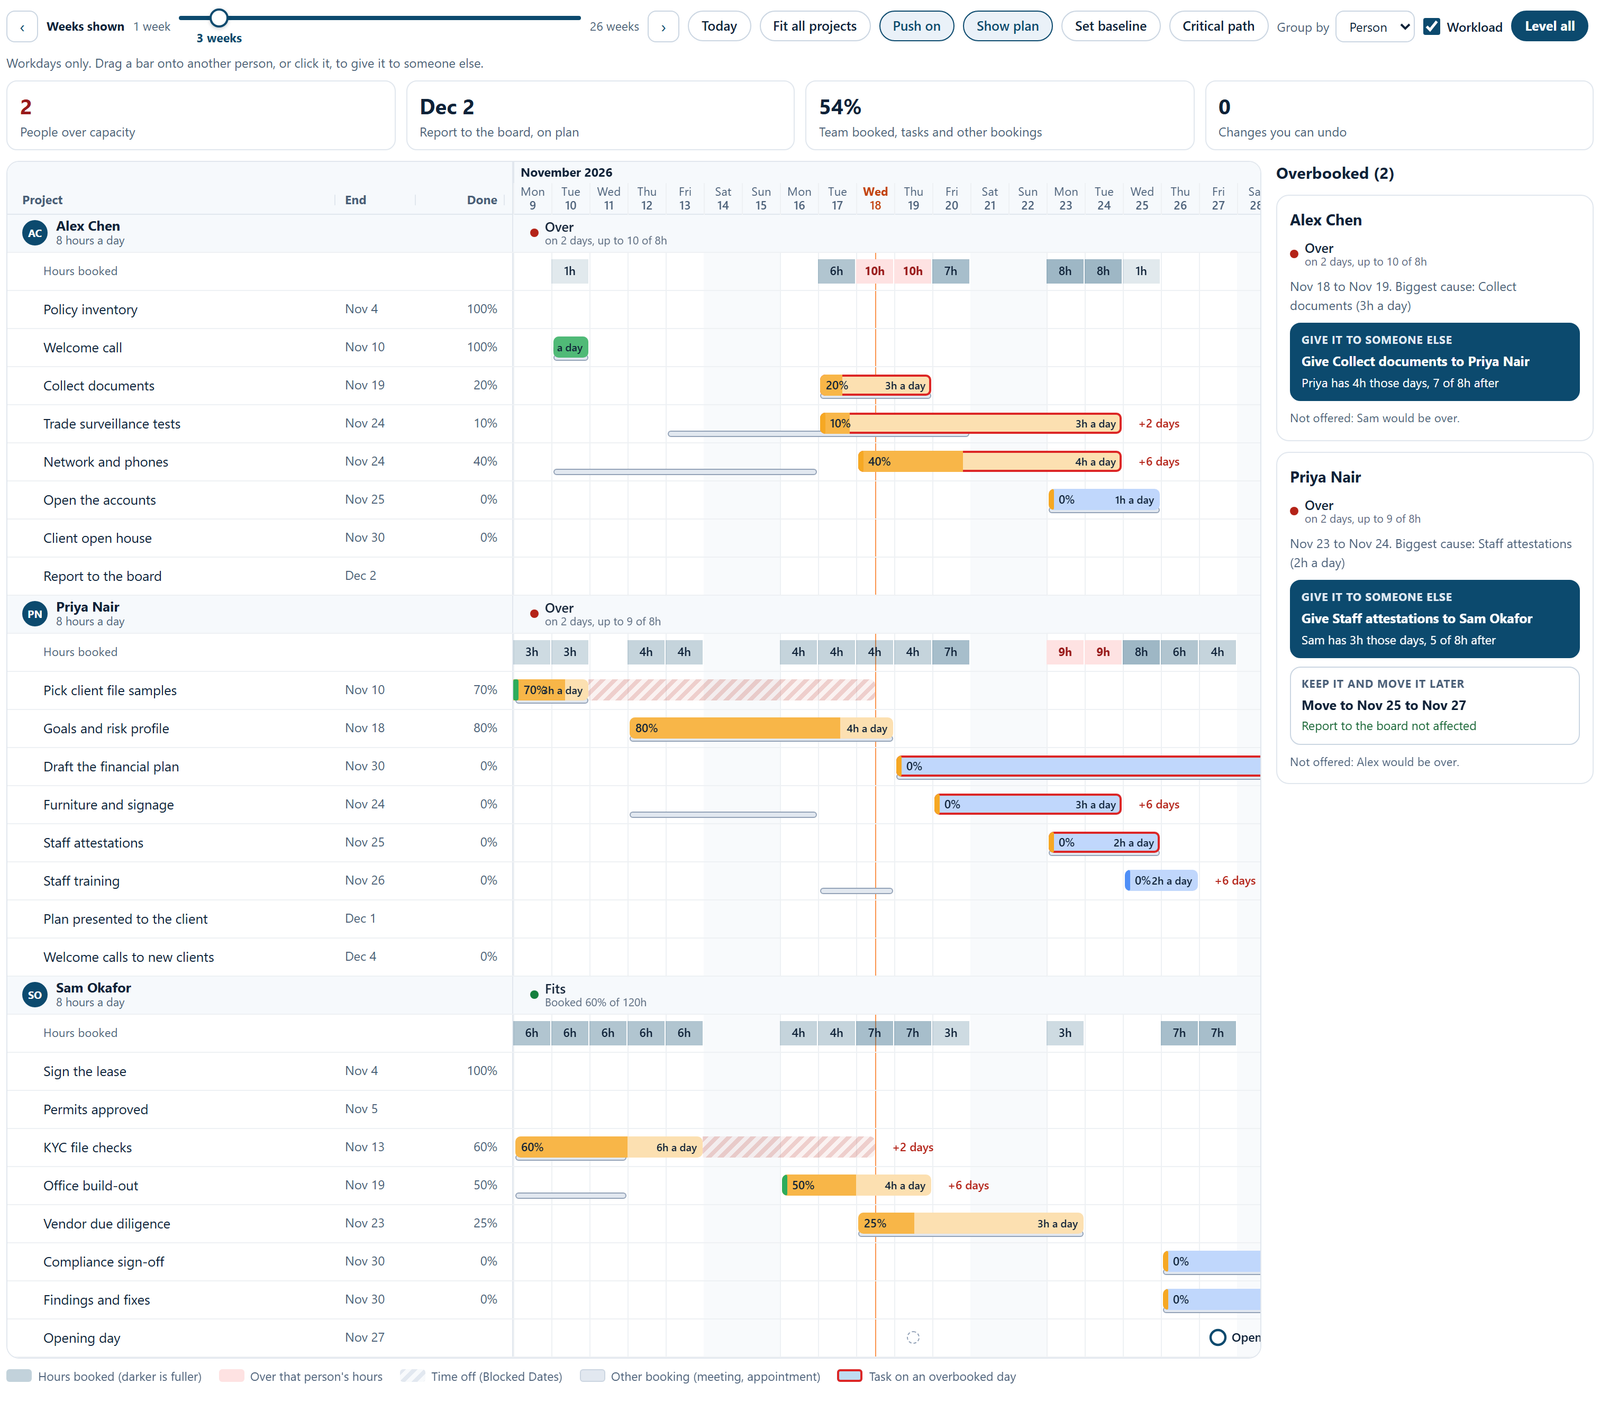 ‹ Weeks shown 1 week 3 weeks 26 weeks › Today Fit all projects Push on Show plan Set baseline Critical path Group by Person Workload Level all
Workdays only. Drag a bar onto another person, or click it, to give it to someone else.
2
People over capacity
Dec 2
Report to the board, on plan
54%
Team booked, tasks and other bookings
0
Changes you can undo
November 2026
Mon Tue Wed Thu Fri Sat Sun Mon Tue Wed Thu Fri Sat Sun Mon Tue Wed Thu Fri Sa
Project End Done 9 10 11 12 13 14 15 16 17 18 19 20 21 22 23 24 25 26 27 28
AC Alex Chen
8 hours a day
Over
on 2 days, up to 10 of 8h
Hours booked 1h 6h 10h 10h 7h 8h 8h 1h
Policy inventory Nov 4 100%
Welcome call Nov 10 100% a day
Collect documents Nov 19 20% 20% 3h a day
Trade surveillance tests Nov 24 10% 10% 3h a day +2 days
Network and phones Nov 24 40% 40% 4h a day +6 days
Open the accounts Nov 25 0% 0% 1h a day
Client open house Nov 30 0%
Report to the board Dec 2
PN Priya Nair
8 hours a day
Over
on 2 days, up to 9 of 8h
Hours booked 3h 3h 4h 4h 4h 4h 4h 4h 7h 9h 9h 8h 6h 4h
Pick client file samples Nov 10 70% 70% 3h a day
Goals and risk profile Nov 18 80% 80% 4h a day
Draft the financial plan Nov 30 0% 0%
Furniture and signage Nov 24 0% 0% 3h a day +6 days
Staff attestations Nov 25 0% 0% 2h a day
Staff training Nov 26 0% 0% 2h a day +6 days
Plan presented to the client Dec 1
Welcome calls to new clients Dec 4 0%
SO Sam Okafor
8 hours a day
Fits
Booked 60% of 120h
Hours booked 6h 6h 6h 6h 6h 4h 4h 7h 7h 3h 3h 7h 7h
Sign the lease Nov 4 100%
Permits approved Nov 5
KYC file checks Nov 13 60% 60% 6h a day +2 days
Office build-out Nov 19 50% 50% 4h a day +6 days
Vendor due diligence Nov 23 25% 25% 3h a day
Compliance sign-off Nov 30 0% 0%
Findings and fixes Nov 30 0% 0%
Opening day Nov 27 Open
Hours booked (darker is fuller) Over that person's hours Time off (Blocked Dates) Other booking (meeting, appointment) Task on an overbooked day
Overbooked (2)
Alex Chen
Over
on 2 days, up to 10 of 8h
Nov 18 to Nov 19. Biggest cause: Collect
documents (3h a day)
GIVE IT TO SOMEONE ELSE
Give Collect documents to Priya Nair
Priya has 4h those days, 7 of 8h after
Not offered: Sam would be over.
Priya Nair
Over
on 2 days, up to 9 of 8h
Nov 23 to Nov 24. Biggest cause: Staff attestations
(2h a day)
GIVE IT TO SOMEONE ELSE
Give Staff attestations to Sam Okafor
Sam has 3h those days, 5 of 8h after
KEEP IT AND MOVE IT LATER
Move to Nov 25 to Nov 27
Report to the board not affected
Not offered: Alex would be over.